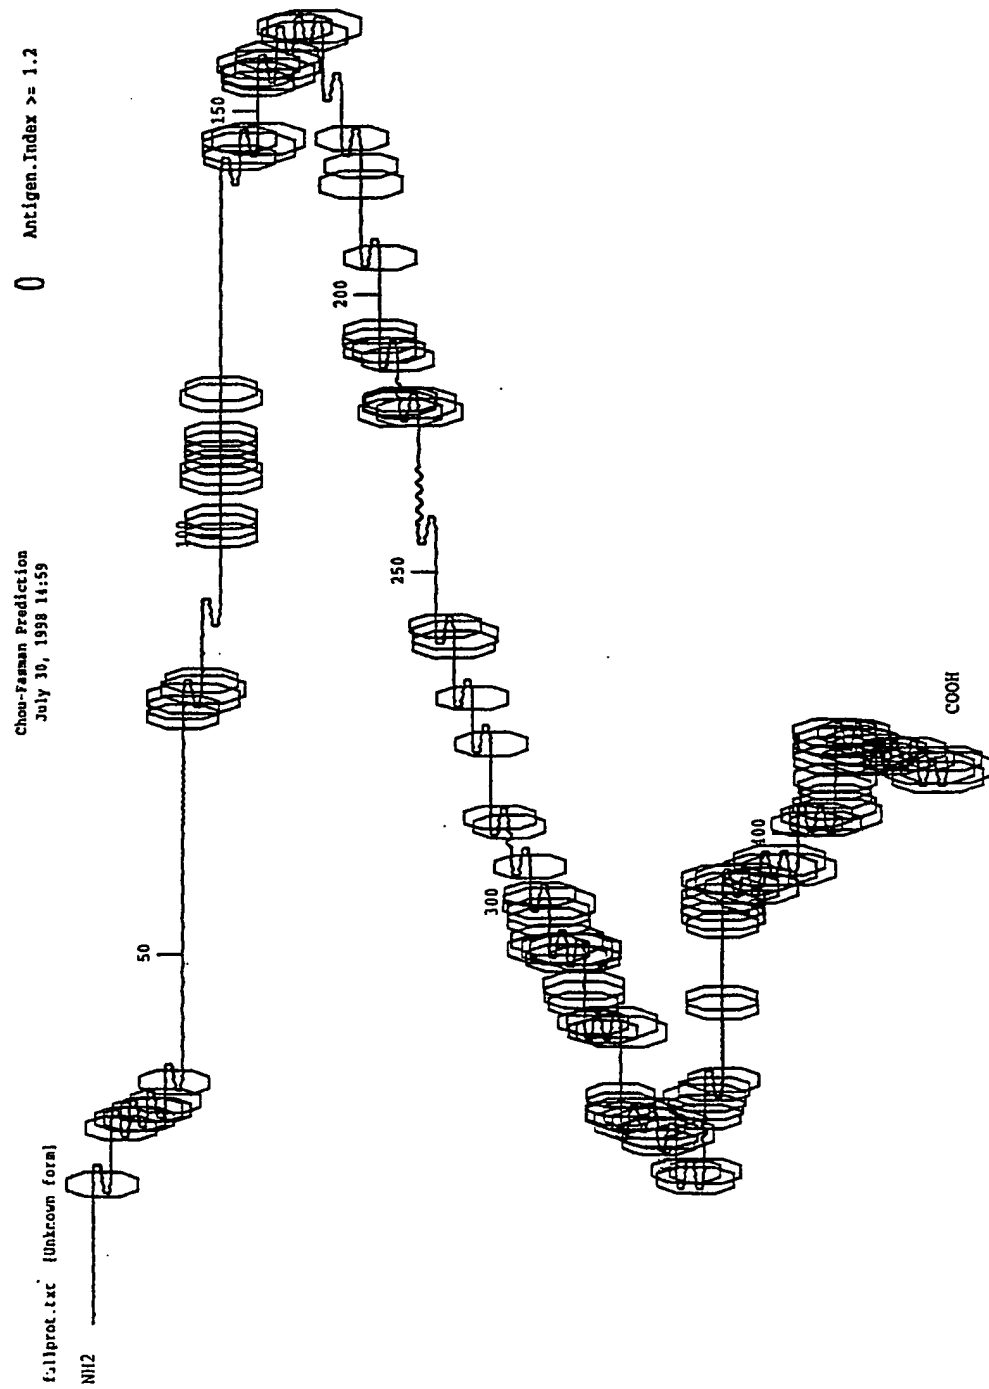 Chou-Fasman Prediction
July 30, 1998 14:59
Antigen.Index >= 1.2
(Unknown form)
NH2
50
100
150
200
250
300
400
COOH